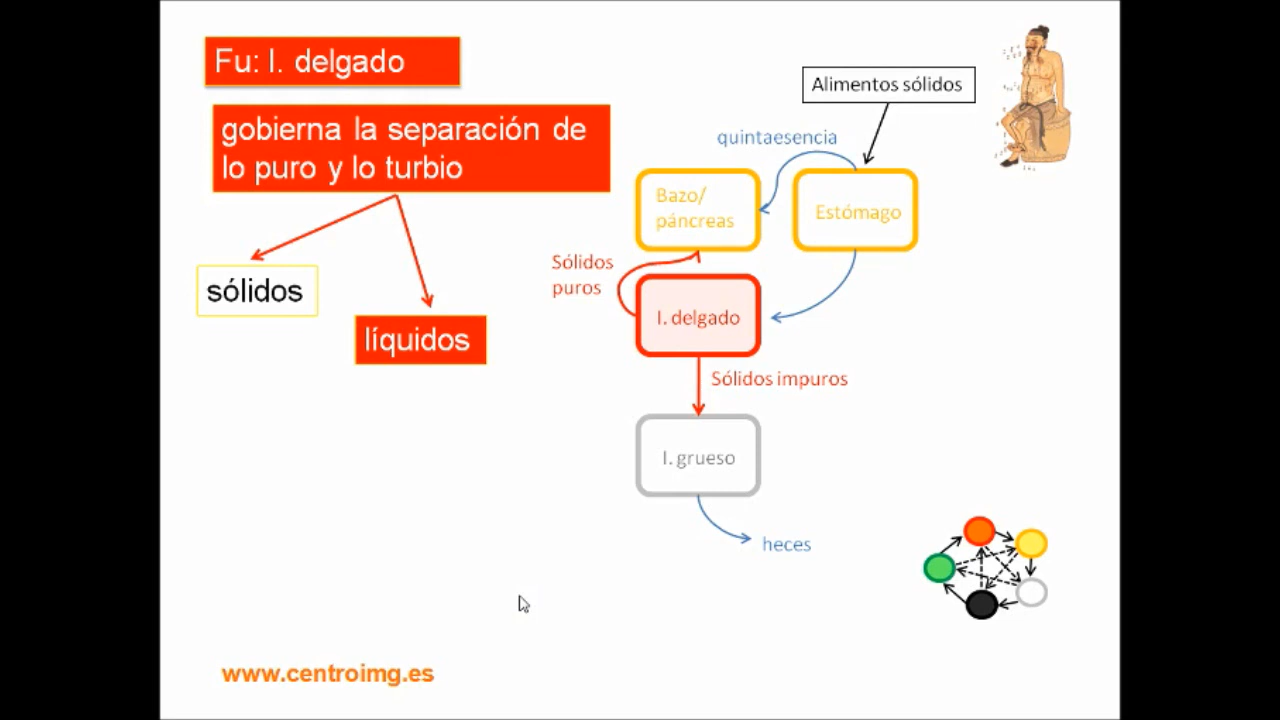 Fu: I. delgado
gobierna la separación de
lo puro y lo turbio
sólidos
líquidos
Alimentos sólidos
quintaesencia
Bazo/
páncreas
Estómago
Sólidos
puros
I. delgado
Sólidos impuros
I. grueso
heces
www.centroimg.es